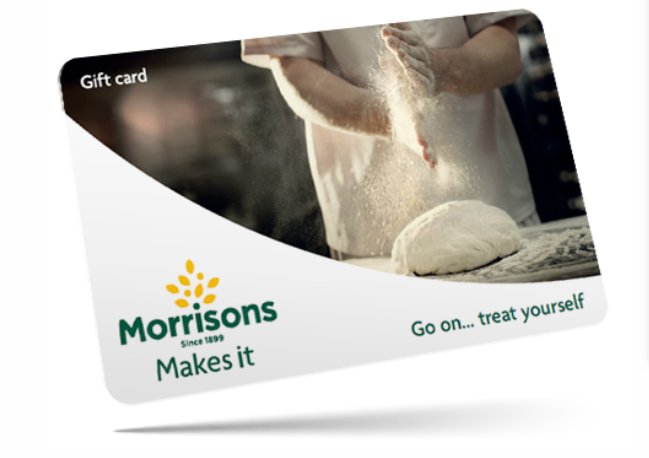 Gift card
Morrisons
Since 1899
Makes it
Go on... treat yourself